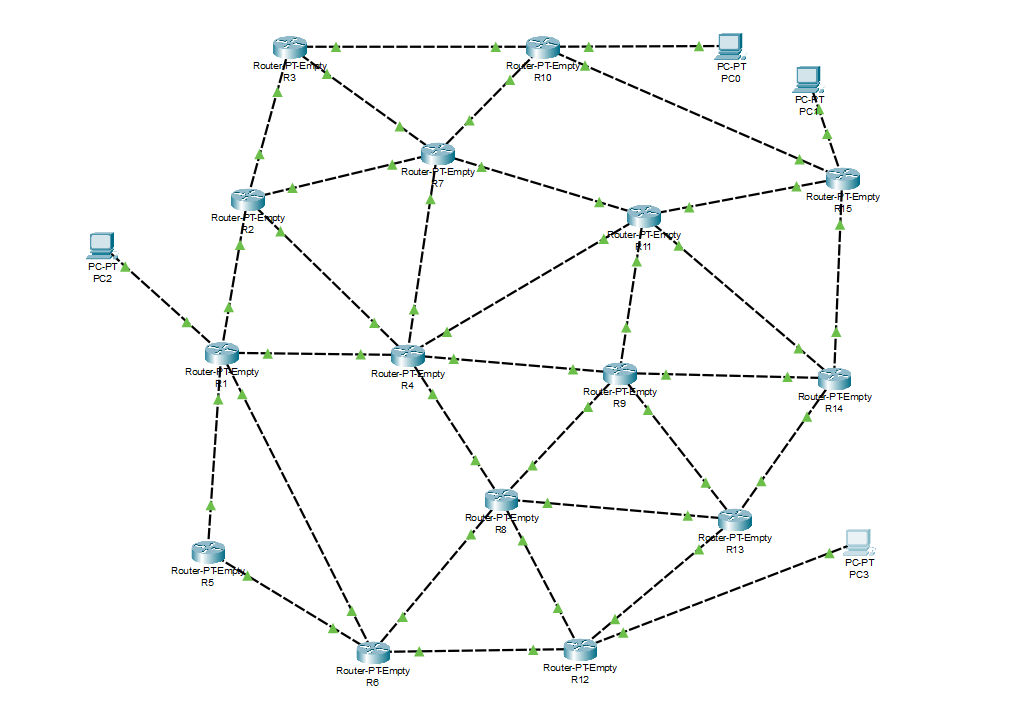 Router-PT-Empty
R3
Router-PT-Empty
R10
PC-PT
PC0
PC-PT
PC1
Router-PT-Empty
R7
Router-PT-Empty
R15
Router-PT-Empty
R2
Router-PT-Empty
R11
PC-PT
PC2
Router-PT-Empty
R1
Router-PT-Empty
R4
Router-PT-Empty
R9
Router-PT-Empty
R14
Router-PT-Empty
R8
Router-PT-Empty
R13
PC-PT
PC3
Router-PT-Empty
R5
Router-PT-Empty
R6
Router-PT-Empty
R12